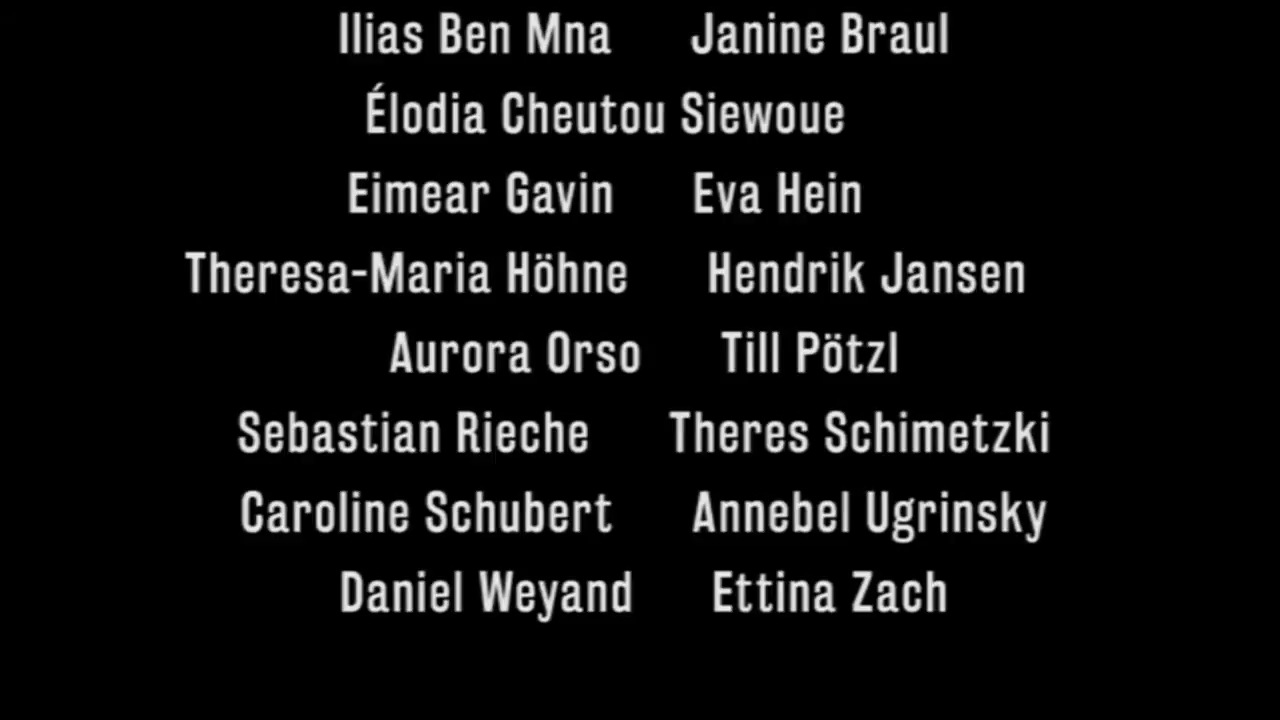 Ilias Ben Mna Janine Braul
Élodia Cheutou Siewoue
Eimear Gavin Eva Hein
Theresa-Maria Höhne Hendrik Jansen
Aurora Orso Till Pötzl
Sebastian Rieche Theres Schimetzki
Caroline Schubert Annebel Ugrinsky
Daniel Weyand Ettina Zach